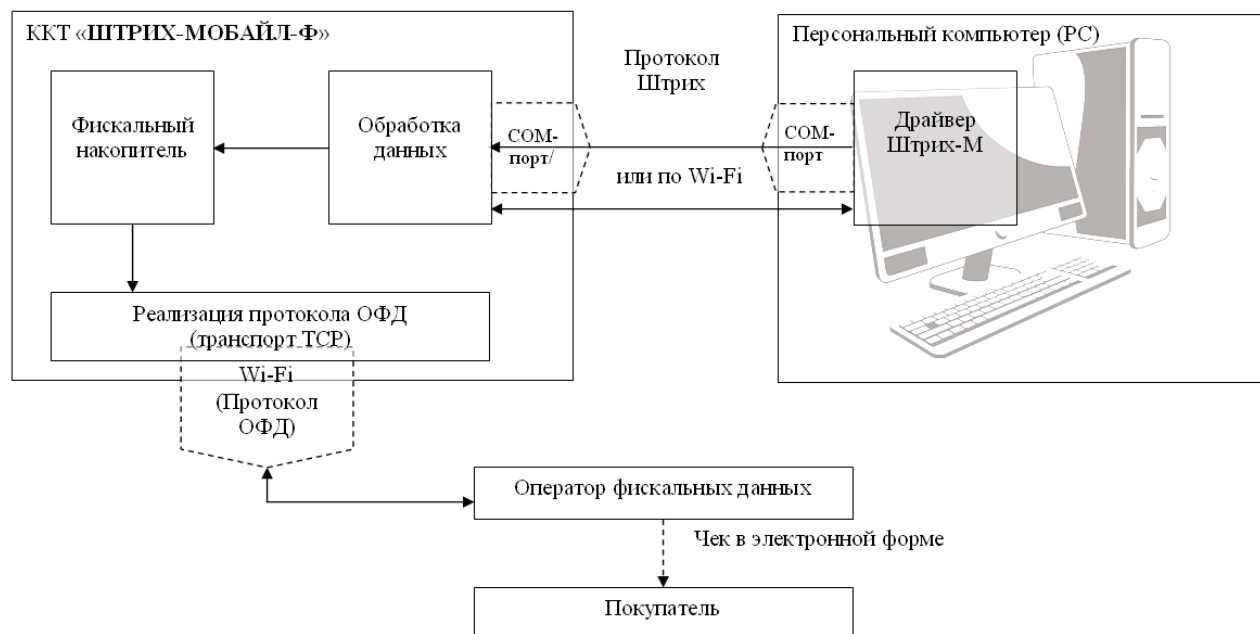 ККТ «ШТРИХ-МОБАЙЛ-Ф»
Персональный компьютер (PC)
Протокол
Штрих
Фискальный
накопитель
Обработка
данных
COM-
порт/
COM-
порт
Драйвер
Штрих-М
или по Wi-Fi
Реализация протокола ОФД
(транспорт TCP)
Wi-Fi
(Протокол
ОФД)
Оператор фискальных данных
Чек в электронной форме
Покупатель